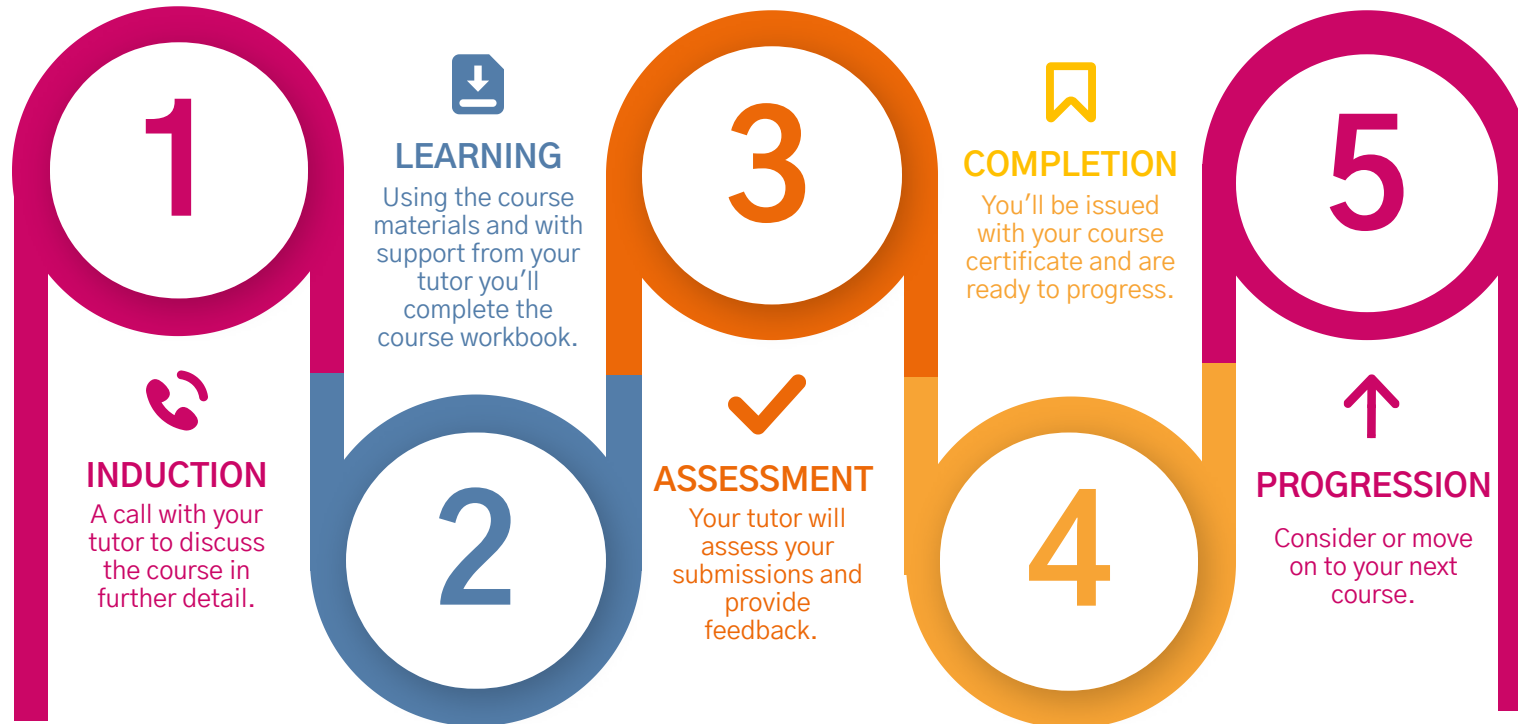 1
INDUCTION
A call with your
tutor to discuss
the course in
further detail.
LEARNING
Using the course
materials and with
support from your
tutor you'll
complete the
course workbook.
2
3
ASSESSMENT
Your tutor will
assess your
submissions and
provide
feedback.
COMPLETION
You'll be issued
with your course
certificate and are
ready to progress.
4
5
PROGRESSION
Consider or move
on to your next
course.